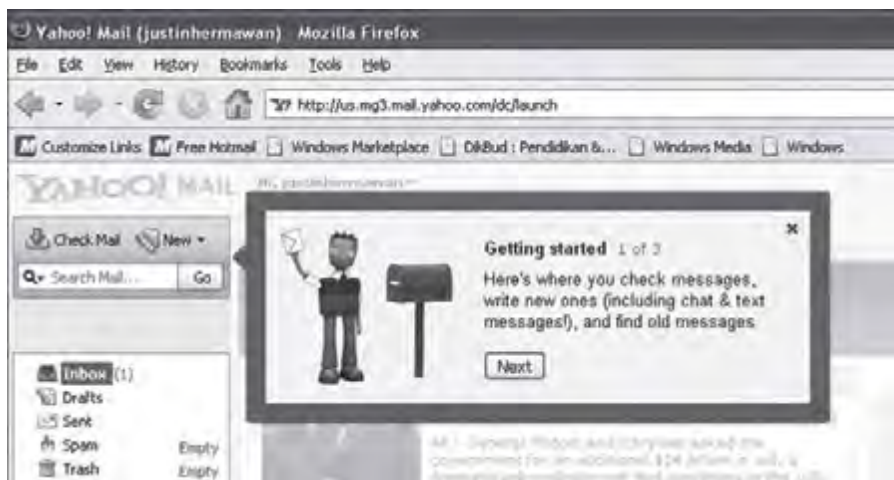 Yahoo! Mail (justinhermawan) Mozilla Firefox
File Edit View History Bookmarks Tools Help
http://us.mg3.mail.yahoo.com/dc/launch
Customize Links Free Hotmail Windows Marketplace DikBud : Pendidikan &... Windows Media Windows
YAHOO! MAIL Hi, justinhermawan
Check Mail New
Search Mail... Go
Getting started 1 of 3
Here's where you check messages,
write new ones (including chat & text
messages!), and find old messages
Next
Inbox (1)
Drafts
Sent
Spam Empty
Trash Empty